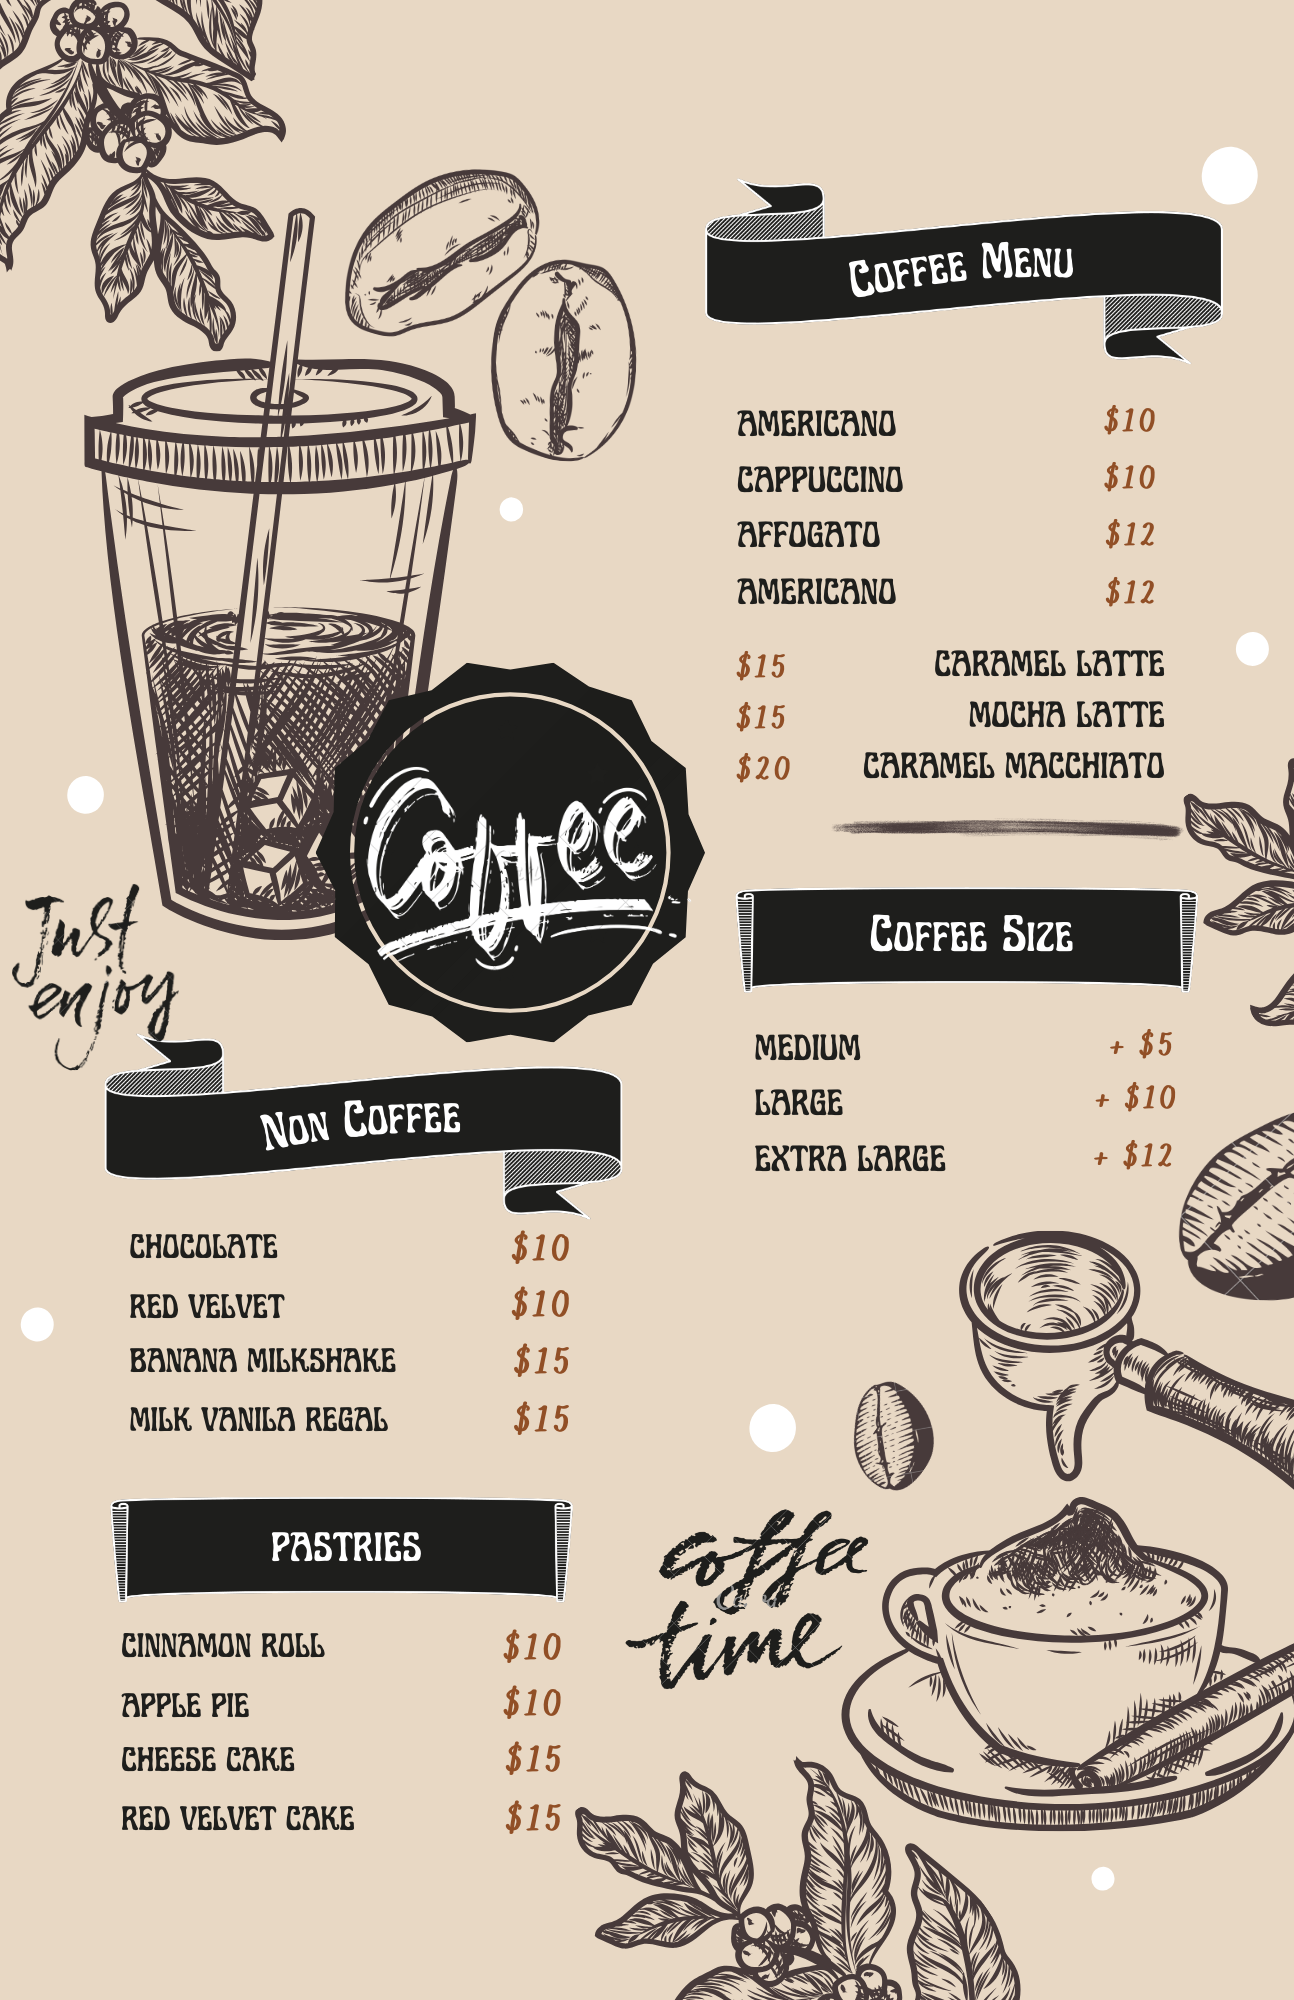 Coffee Menu
AMERICANO $10
CAPPUCCINO $10
AFFOGATO $12
AMERICANO $12
$15 CARAMEL LATTE
$15 MOCHA LATTE
$20 CARAMEL MACCHIATO
Coffee
Just
enjoy
Coffee Size
MEDIUM + $5
LARGE + $10
EXTRA LARGE + $12
Non Coffee
CHOCOLATE $10
RED VELVET $10
BANANA MILKSHAKE $15
MILK VANILA REGAL $15
PASTRIES
CINNAMON ROLL $10
APPLE PIE $10
CHEESE CAKE $15
RED VELVET CAKE $15
coffee
time